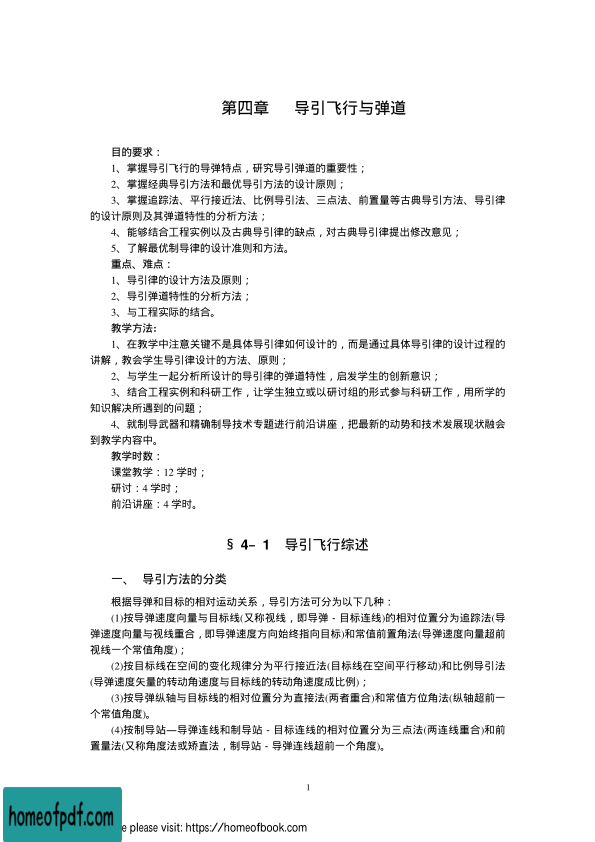 第四章 导引飞行与弹道
目的要求：
1、掌握导引飞行的导弹特点，研究导引弹道的重要性；
2、掌握经典导引方法和最优导引方法的设计原则；
3、掌握追踪法、平行接近法、比例导引法、三点法、前置量等古典导引方法、导引律
的设计原则及其弹道特性的分析方法；
4、能够结合工程实例以及古典导引律的缺点，对古典导引律提出修改意见；
5、了解最优制导律的设计准则和方法。
重点、难点：
1、导引律的设计方法及原则；
2、导引弹道特性的分析方法；
3、与工程实际的结合。
教学方法:
1、在教学中注意关键不是具体导引律如何设计的，而是通过具体导引律的设计过程的
讲解，教会学生导引律设计的方法、原则；
2、与学生一起分析所设计的导引律的弹道特性，启发学生的创新意识；
3、结合工程实例和科研工作，让学生独立或以研讨组的形式参与科研工作，用所学的
知识解决所遇到的问题；
4、就制导武器和精确制导技术专题进行前沿讲座，把最新的动势和技术发展现状融会
到教学内容中。
教学时数：
课堂教学：12 学时；
研讨：4 学时；
前沿讲座：4 学时。
§ 4– 1 导引飞行综述
一、 导引方法的分类
根据导弹和目标的相对运动关系，导引方法可分为以下几种：
(1)按导弹速度向量与目标线(又称视线，即导弹－目标连线)的相对位置分为追踪法(导
弹速度向量与视线重合，即导弹速度方向始终指向目标)和常值前置角法(导弹速度向量超前
视线一个常值角度)；
(2)按目标线在空间的变化规律分为平行接近法(目标线在空间平行移动)和比例导引法
(导弹速度矢量的转动角速度与目标线的转动角速度成比例)；
(3)按导弹纵轴与目标线的相对位置分为直接法(两者重合)和常值方位角法(纵轴超前一
个常值角度)。
(4)按制导站—导弹连线和制导站－目标连线的相对位置分为三点法(两连线重合)和前
置量法(又称角度法或矫直法，制导站－导弹连线超前一个角度)。
1
homeofpdf.com
e please visit: https://homeofbook.com